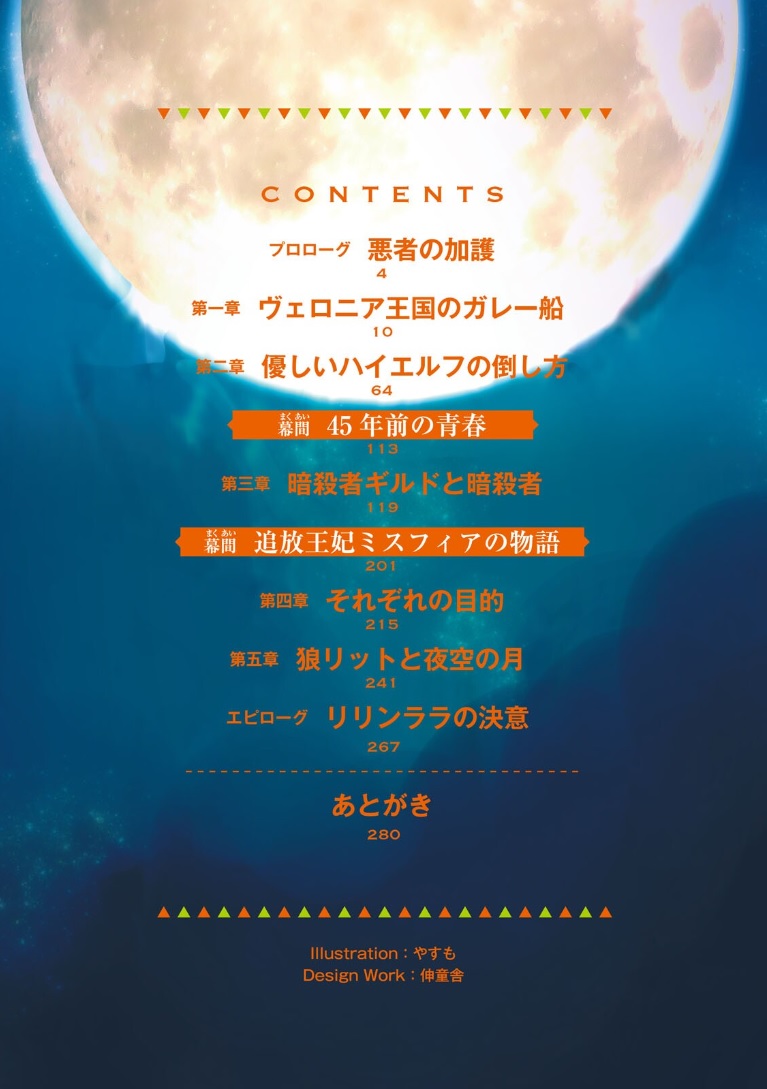 CONTENTS
プロローグ 悪者の加護
4
第一章 ヴェロニア王国のガレー船
10
第二章 優しいハイエルフの倒し方
64
まくあい
幕間 45年前の青春
113
第三章 暗殺者ギルドと暗殺者
119
まくあい
幕間 追放王妃ミスフィアの物語
201
第四章 それぞれの目的
215
第五章 狼リットと夜空の月
241
エピローグ リリンララの決意
267
あとがき
280
Illustration：やすも
Design Work：伸童舎